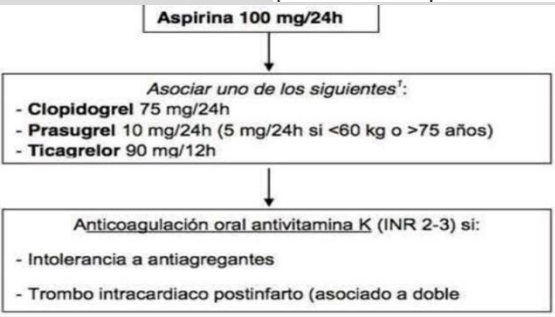 Aspirina 100 mg/24h
Asociar uno de los siguientes¹:
- Clopidogrel 75 mg/24h
- Prasugrel 10 mg/24h (5 mg/24h si <60 kg o >75 años)
- Ticagrelor 90 mg/12h
Anticoagulación oral antivitamina K (INR 2-3) si:
- Intolerancia a antiagregantes
- Trombo intracardiaco postinfarto (asociado a doble